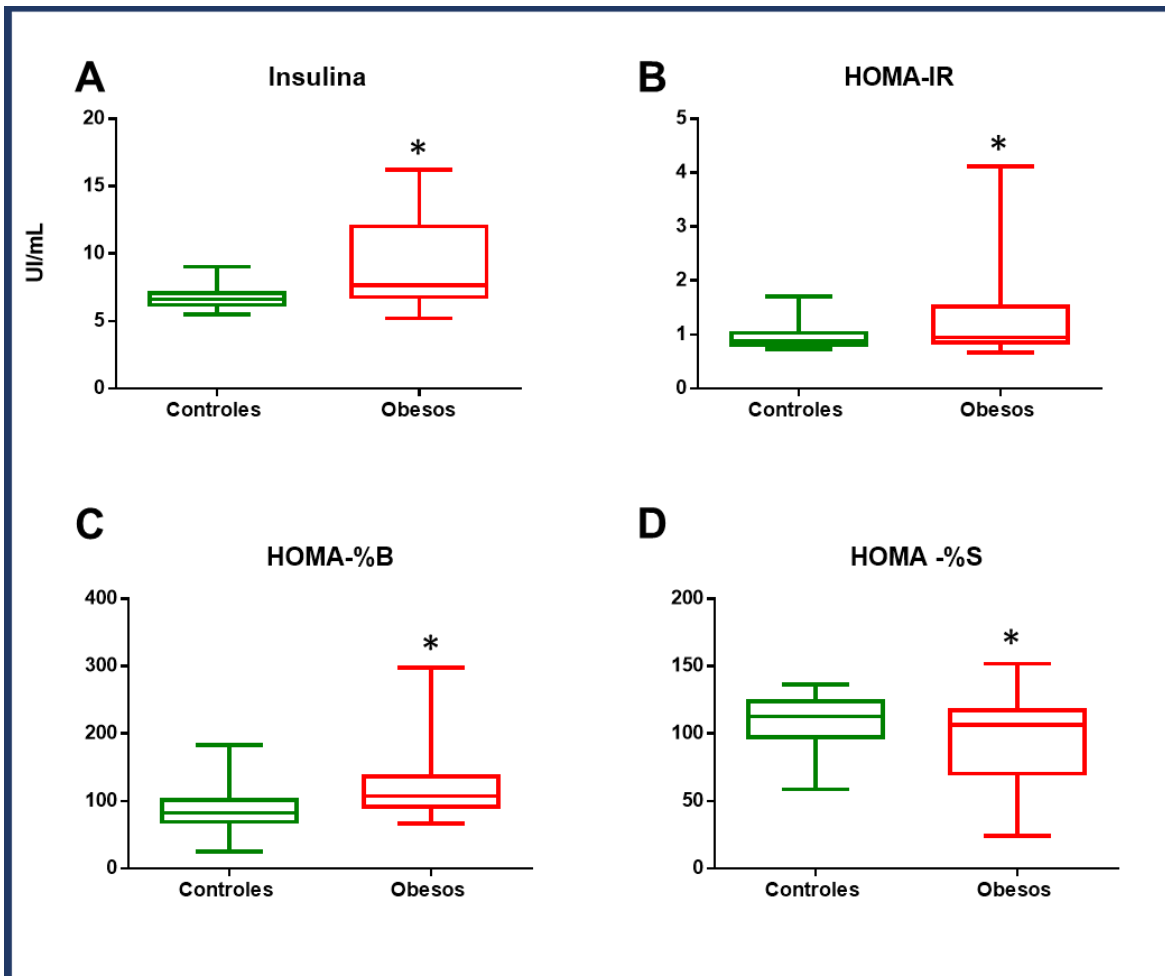 A
Insulina
UI/mL
20
15
10
5
0
Controles
Obesos
*
B
HOMA-IR
5
4
3
2
1
0
Controles
Obesos
*
C
HOMA-%B
400
300
200
100
0
Controles
Obesos
*
D
HOMA -%S
200
150
100
50
0
Controles
Obesos
*